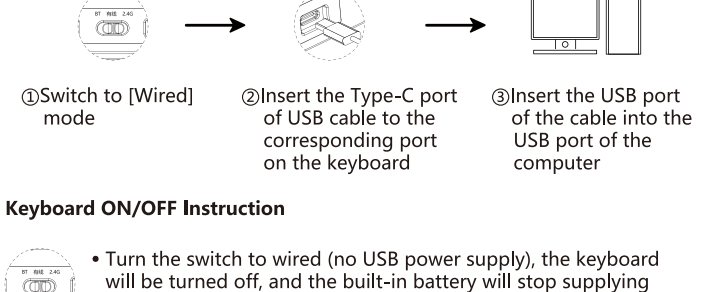 BT 有线 2.4G
①Switch to [Wired]
mode
②Insert the Type-C port
of USB cable to the
corresponding port
on the keyboard
③Insert the USB port
of the cable into the
USB port of the
computer
Keyboard ON/OFF Instruction
BT 有线 2.4G
• Turn the switch to wired (no USB power supply), the keyboard
will be turned off, and the built-in battery will stop supplying